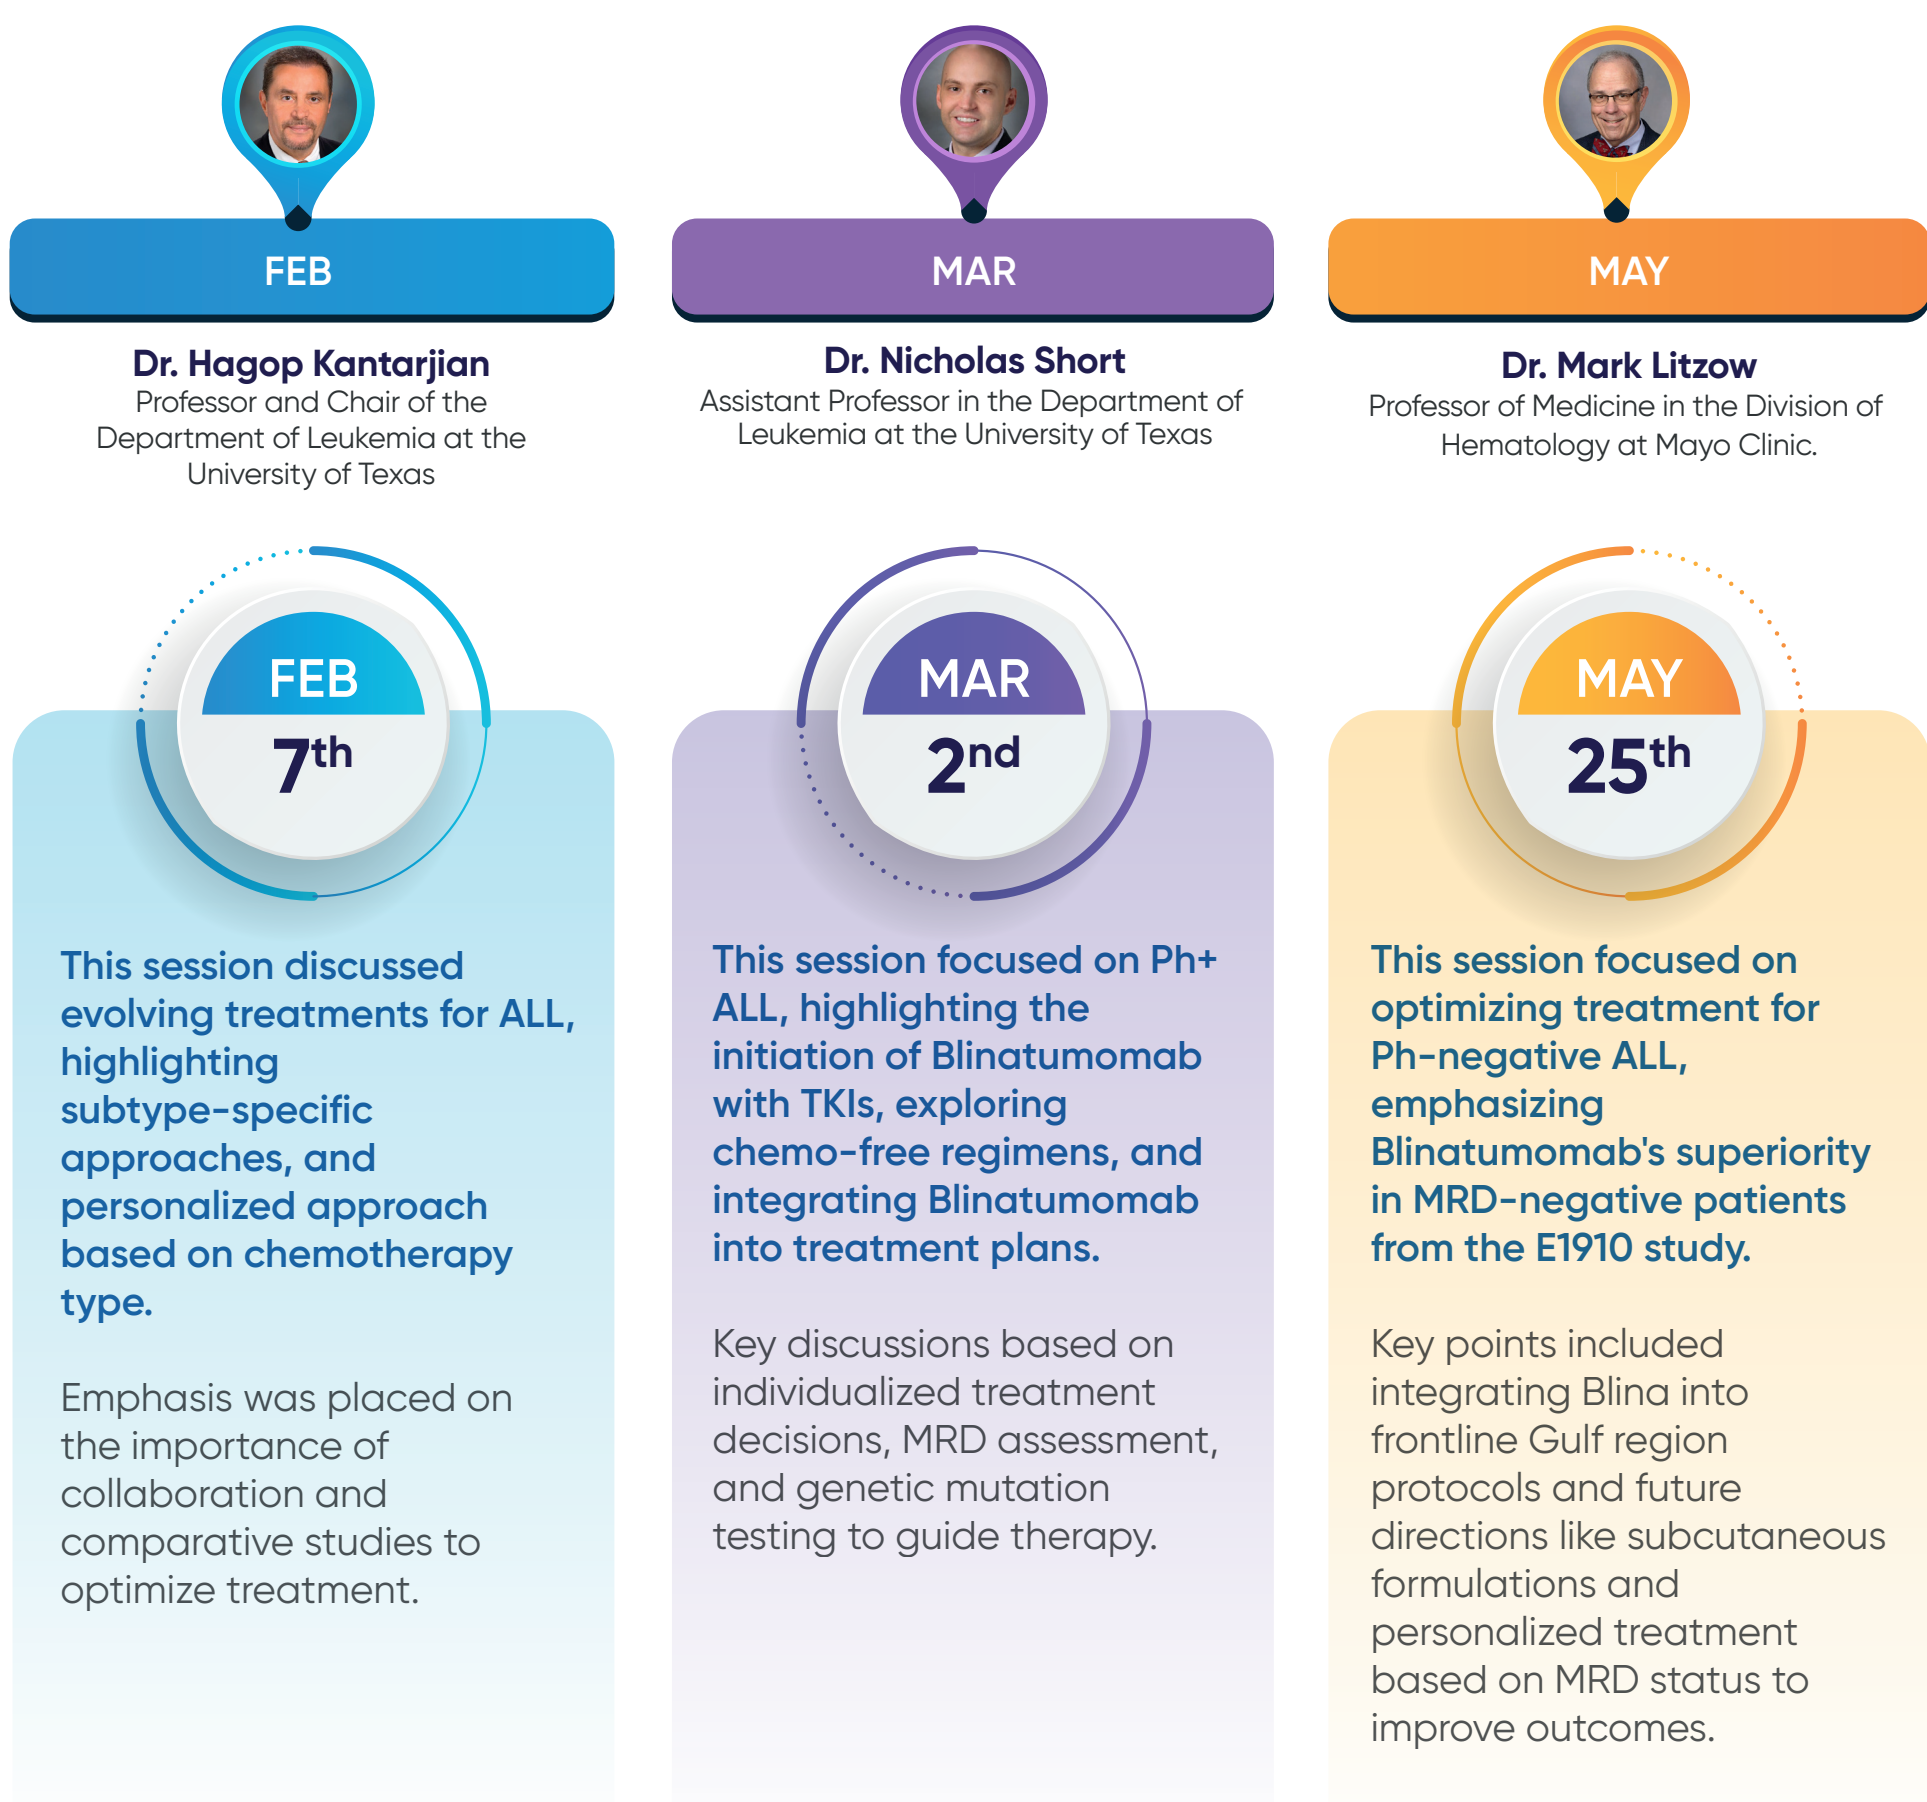 FEB
Dr. Hagop Kantarjian
Professor and Chair of the
Department of Leukemia at the
University of Texas
FEB
7th
This session discussed
evolving treatments for ALL,
highlighting
subtype-specific
approaches, and
personalized approach
based on chemotherapy
type.
Emphasis was placed on
the importance of
collaboration and
comparative studies to
optimize treatment.
MAR
Dr. Nicholas Short
Assistant Professor in the Department of
Leukemia at the University of Texas
MAR
2nd
This session focused on Ph+
ALL, highlighting the
initiation of Blinatumomab
with TKIs, exploring
chemo-free regimens, and
integrating Blinatumomab
into treatment plans.
Key discussions based on
individualized treatment
decisions, MRD assessment,
and genetic mutation
testing to guide therapy.
MAY
Dr. Mark Litzow
Professor of Medicine in the Division of
Hematology at Mayo Clinic.
MAY
25th
This session focused on
optimizing treatment for
Ph-negative ALL,
emphasizing
Blinatumomab's superiority
in MRD-negative patients
from the E1910 study.
Key points included
integrating Blina into
frontline Gulf region
protocols and future
directions like subcutaneous
formulations and
personalized treatment
based on MRD status to
improve outcomes.